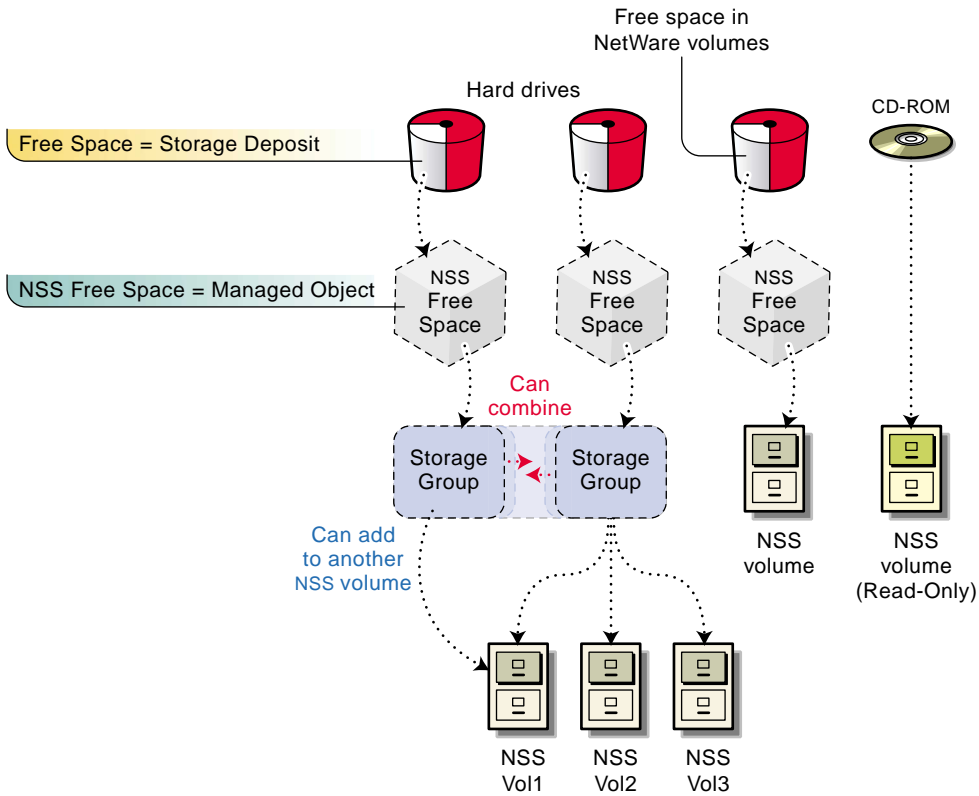 Free space in
NetWare volumes
Hard drives
CD-ROM
Free Space = Storage Deposit
NSS Free Space = Managed Object
NSS
Free
Space
NSS
Free
Space
NSS
Free
Space
Can
combine
Storage
Group
Storage
Group
Can add
to another
NSS volume
NSS
volume
NSS
volume
(Read-Only)
NSS
Vol1
NSS
Vol2
NSS
Vol3